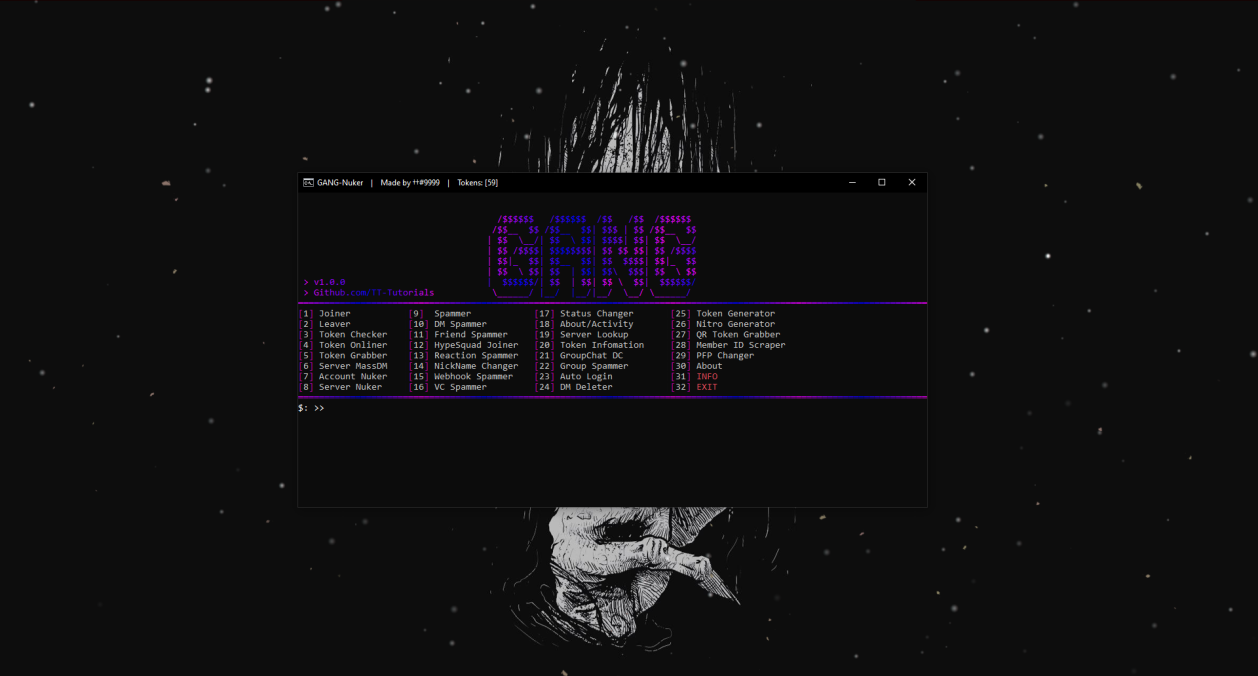 GANG-Nuker | Made by ††#9999 | Tokens: [59]
GANG
> v1.0.0
> Github.com/TT-Tutorials
[1] Joiner [9] Spammer [17] Status Changer [25] Token Generator
[2] Leaver [10] DM Spammer [18] About/Activity [26] Nitro Generator
[3] Token Checker [11] Friend Spammer [19] Server Lookup [27] QR Token Grabber
[4] Token Onliner [12] HypeSquad Joiner [20] Token Infomation [28] Member ID Scraper
[5] Token Grabber [13] Reaction Spammer [21] GroupChat DC [29] PFP Changer
[6] Server MassDM [14] NickName Changer [22] Group Spammer [30] About
[7] Account Nuker [15] Webhook Spammer [23] Auto Login [31] INFO
[8] Server Nuker [16] VC Spammer [24] DM Deleter [32] EXIT
$: >>